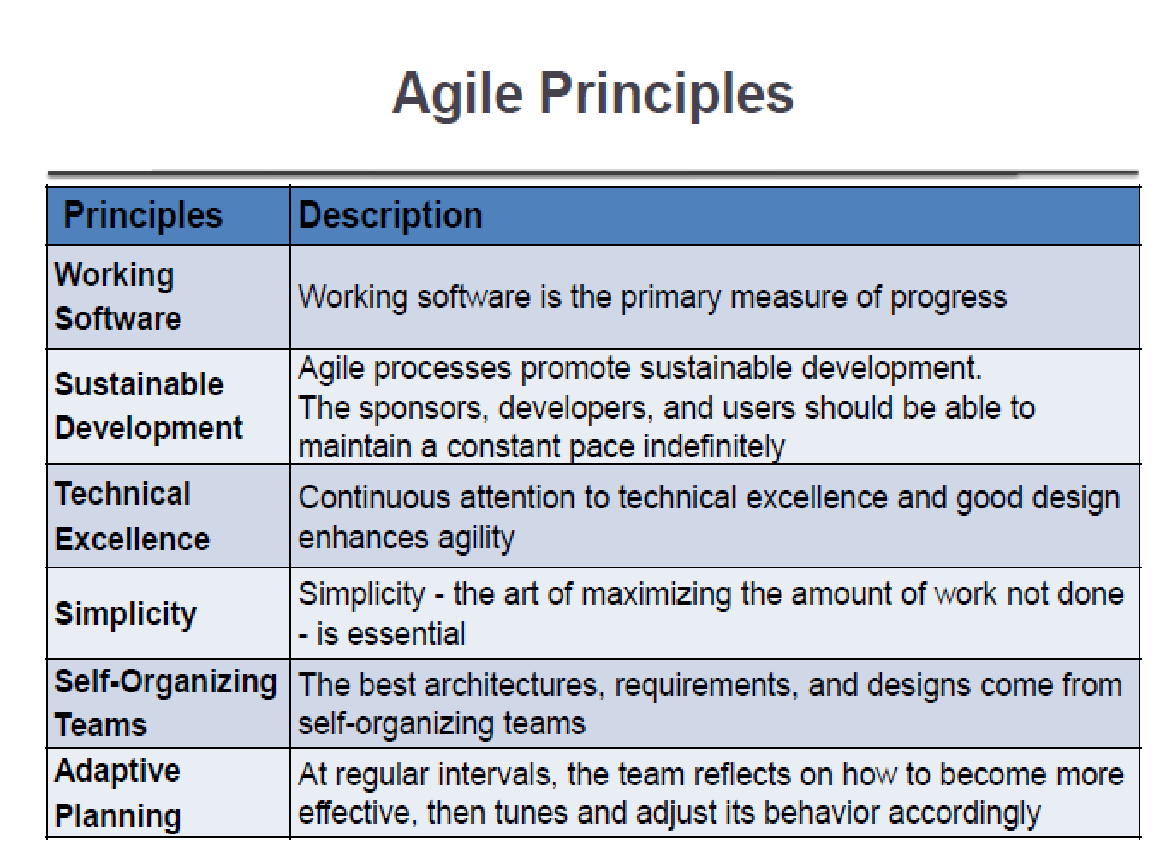 Agile Principles
Principles Description
Working
Software
Working software is the primary measure of progress
Sustainable
Development
Agile processes promote sustainable development.
The sponsors, developers, and users should be able to
maintain a constant pace indefinitely
Technical
Excellence
Continuous attention to technical excellence and good design
enhances agility
Simplicity
Simplicity - the art of maximizing the amount of work not done
- is essential
Self-Organizing
Teams
The best architectures, requirements, and designs come from
self-organizing teams
Adaptive
Planning
At regular intervals, the team reflects on how to become more
effective, then tunes and adjust its behavior accordingly